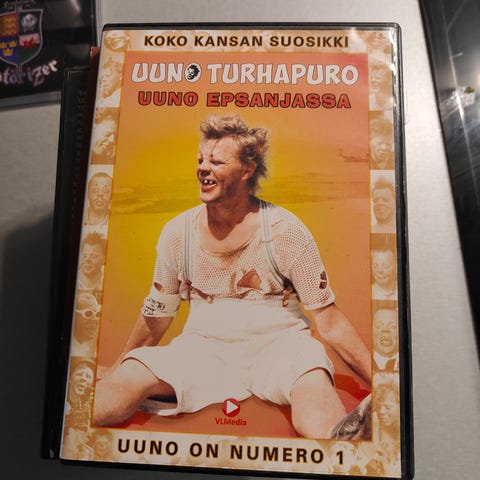 KOKO KANSAN SUOSIKKI
UUNO TURHAPURO
UUNO EPSANJASSA
VLMedia
UUNO ON NUMERO 1